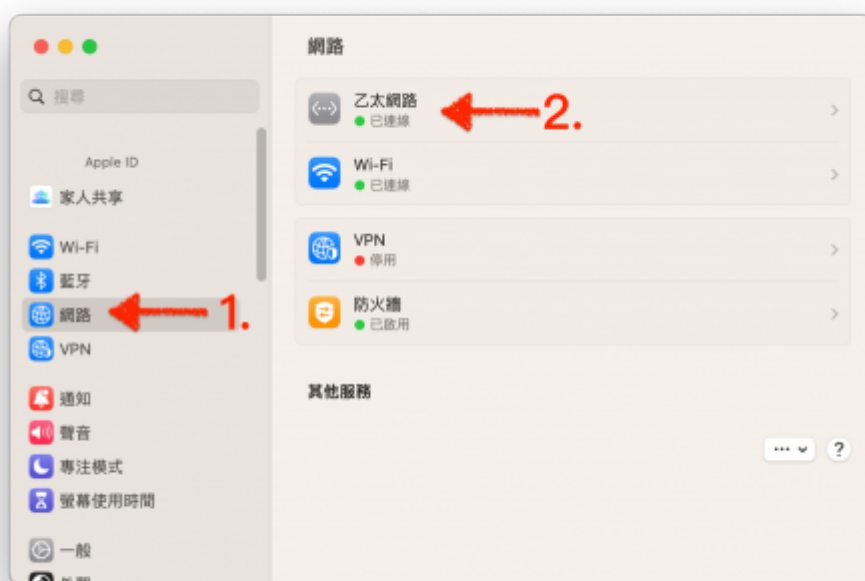 網路
搜尋
Apple ID
家人共享
Wi-Fi
藍牙
網路
1.
VPN
通知
聲音
專注模式
螢幕使用時間
一般
乙太網路
已連線
2.
Wi-Fi
已連線
VPN
停用
防火牆
已啟用
其他服務
?